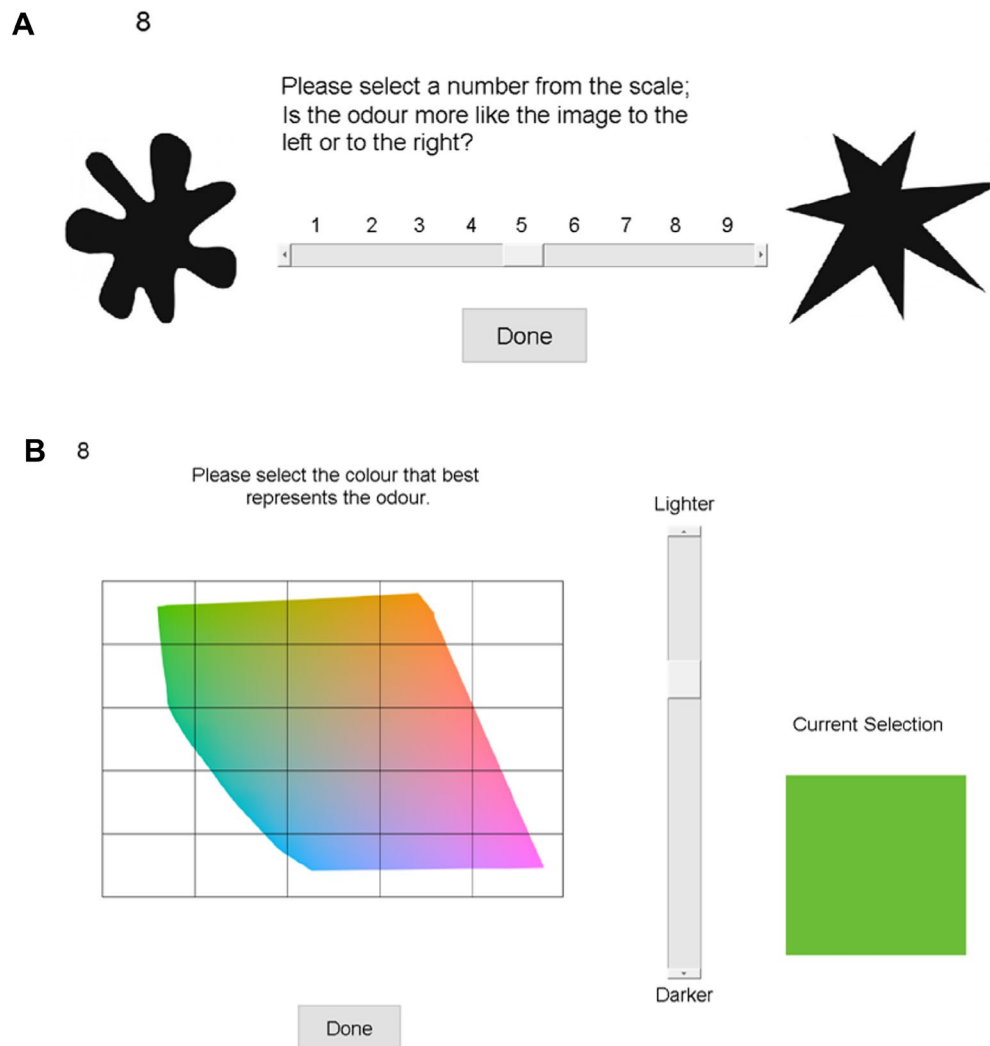 A 8
Please select a number from the scale;
Is the odour more like the image to the
left or to the right?
1 2 3 4 5 6 7 8 9
Done
B 8
Please select the colour that best
represents the odour.
Lighter
Current Selection
Darker
Done